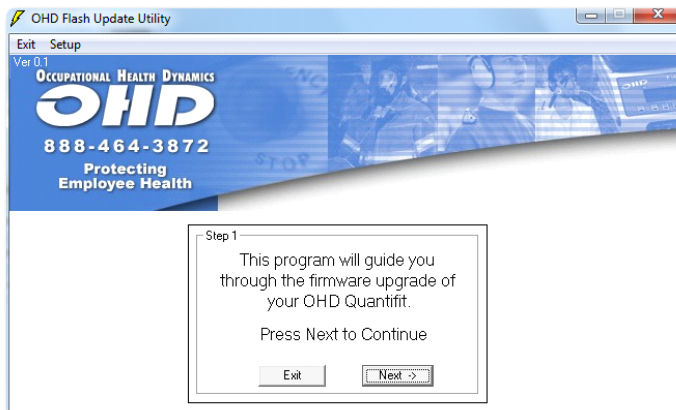 OHD Flash Update Utility
Exit Setup
Ver 0.1
OCCUPATIONAL HEALTH DYNAMICS
OHD
888-464-3872
Protecting
Employee Health
STOP
OHD
Step 1
This program will guide you
through the firmware upgrade of
your OHD Quantifit.
Press Next to Continue
Exit Next ->